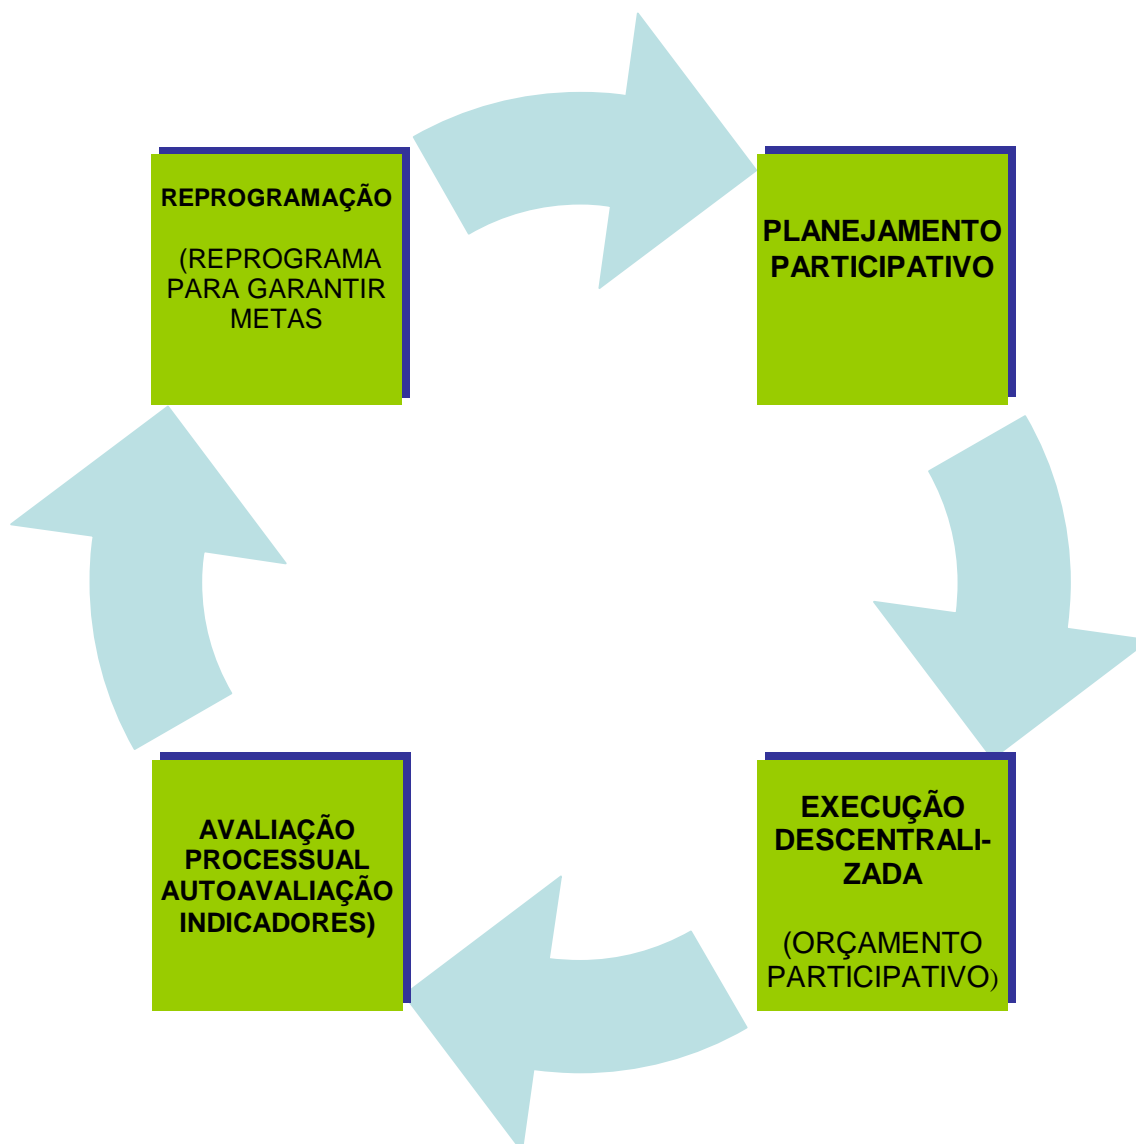 REPROGRAMAÇÃO
(REPROGRAMA
PARA GARANTIR
METAS
PLANEJAMENTO
PARTICIPATIVO
EXECUÇÃO
DESCENTRALI-
ZADA
(ORÇAMENTO
PARTICIPATIVO)
AVALIAÇÃO
PROCESSUAL
AUTOAVALIAÇÃO
INDICADORES)